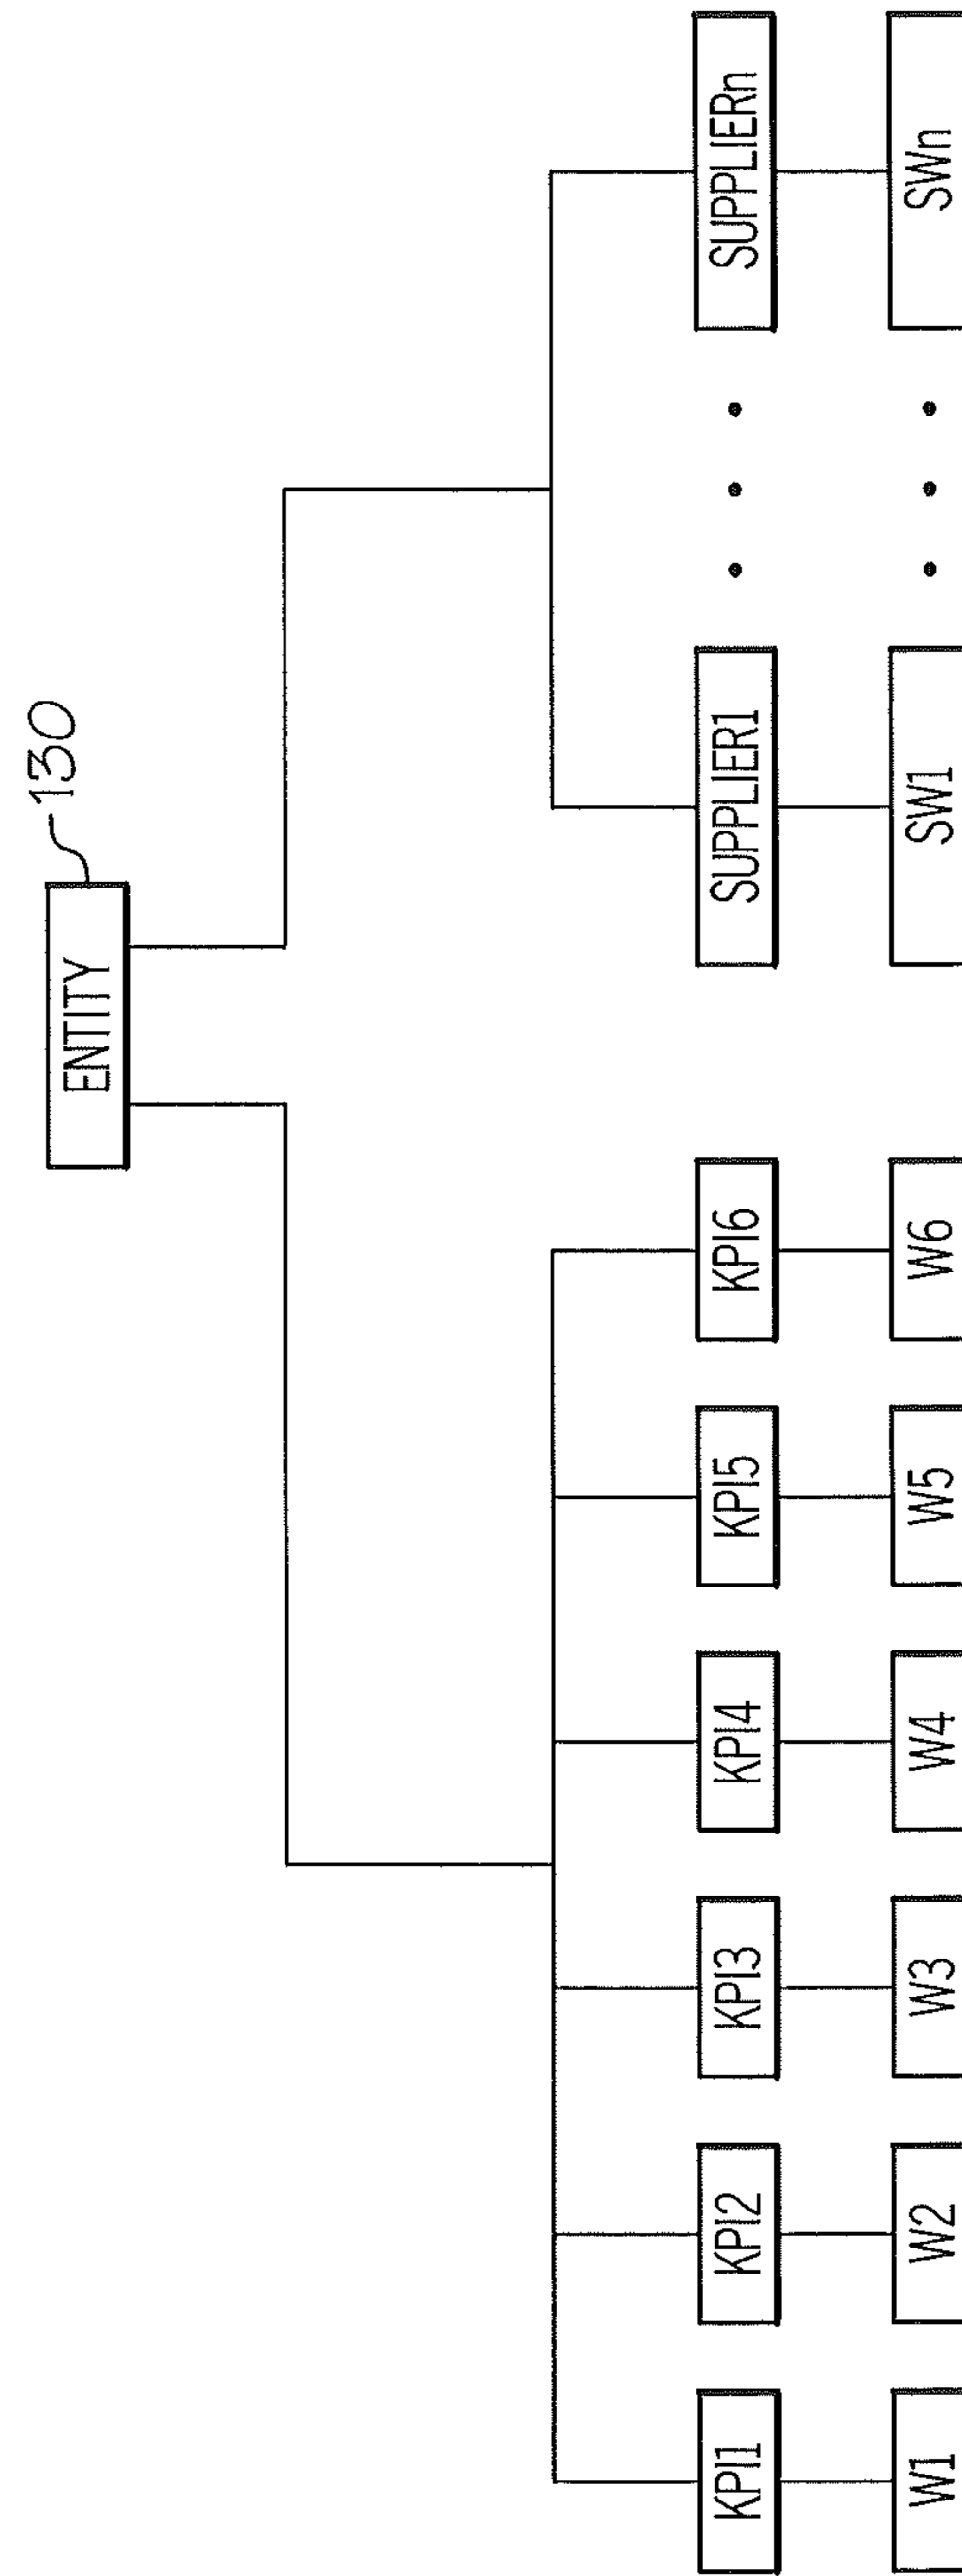 130
ENTITY
KPI1 KPI2 KPI3 KPI4 KPI5 KPI6 SUPPLIER1 SUPPLIERn
W1 W2 W3 W4 W5 W6 SW1 SWn